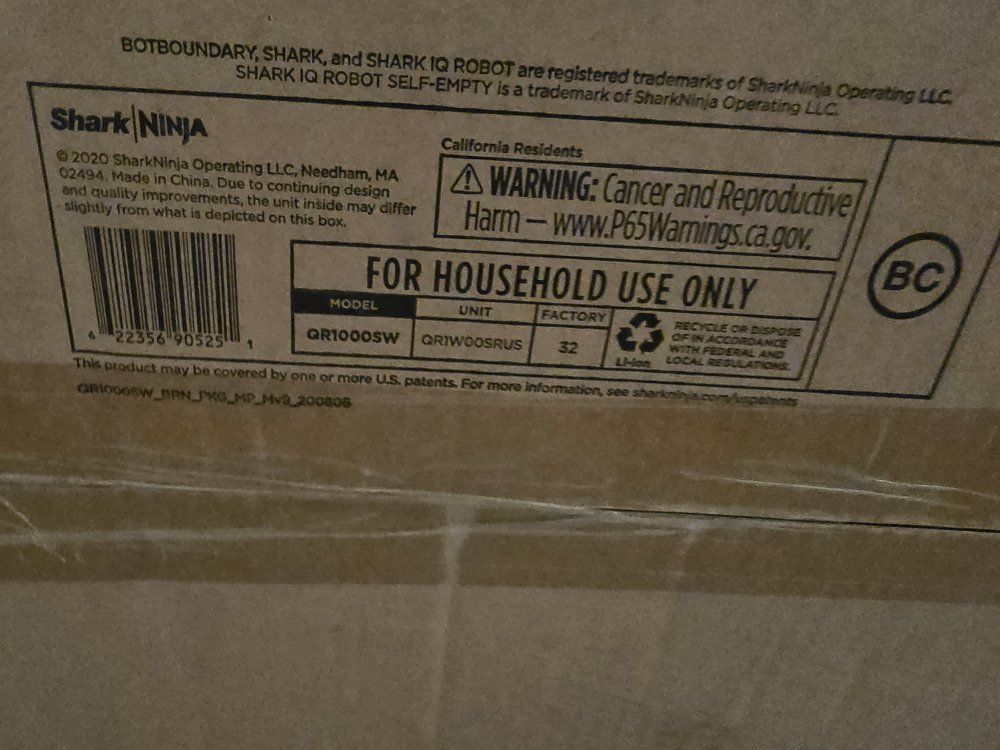 BOTBOUNDARY, SHARK, and SHARK IQ ROBOT are registered trademarks of SharkNinja Operating LLC.
SHARK IQ ROBOT SELF-EMPTY is a trademark of SharkNinja Operating LLC.
Shark|NINJA
© 2020 SharkNinja Operating LLC, Needham, MA
02494. Made in China. Due to continuing design
and quality improvements, the unit inside may differ
slightly from what is depicted on this box.
California Residents
⚠ WARNING: Cancer and Reproductive
Harm — www.P65Warnings.ca.gov.
BC
6 22356 90525 1
FOR HOUSEHOLD USE ONLY
MODEL UNIT FACTORY
QR1000SW QR1W00SRUS 32
Li-Ion
RECYCLE OR DISPOSE
OF IN ACCORDANCE
WITH FEDERAL AND
LOCAL REGULATIONS.
This product may be covered by one or more U.S. patents. For more information, see sharkninja.com/uspatents
QR1000SW_BRN_PKG_MP_Mv9_200806